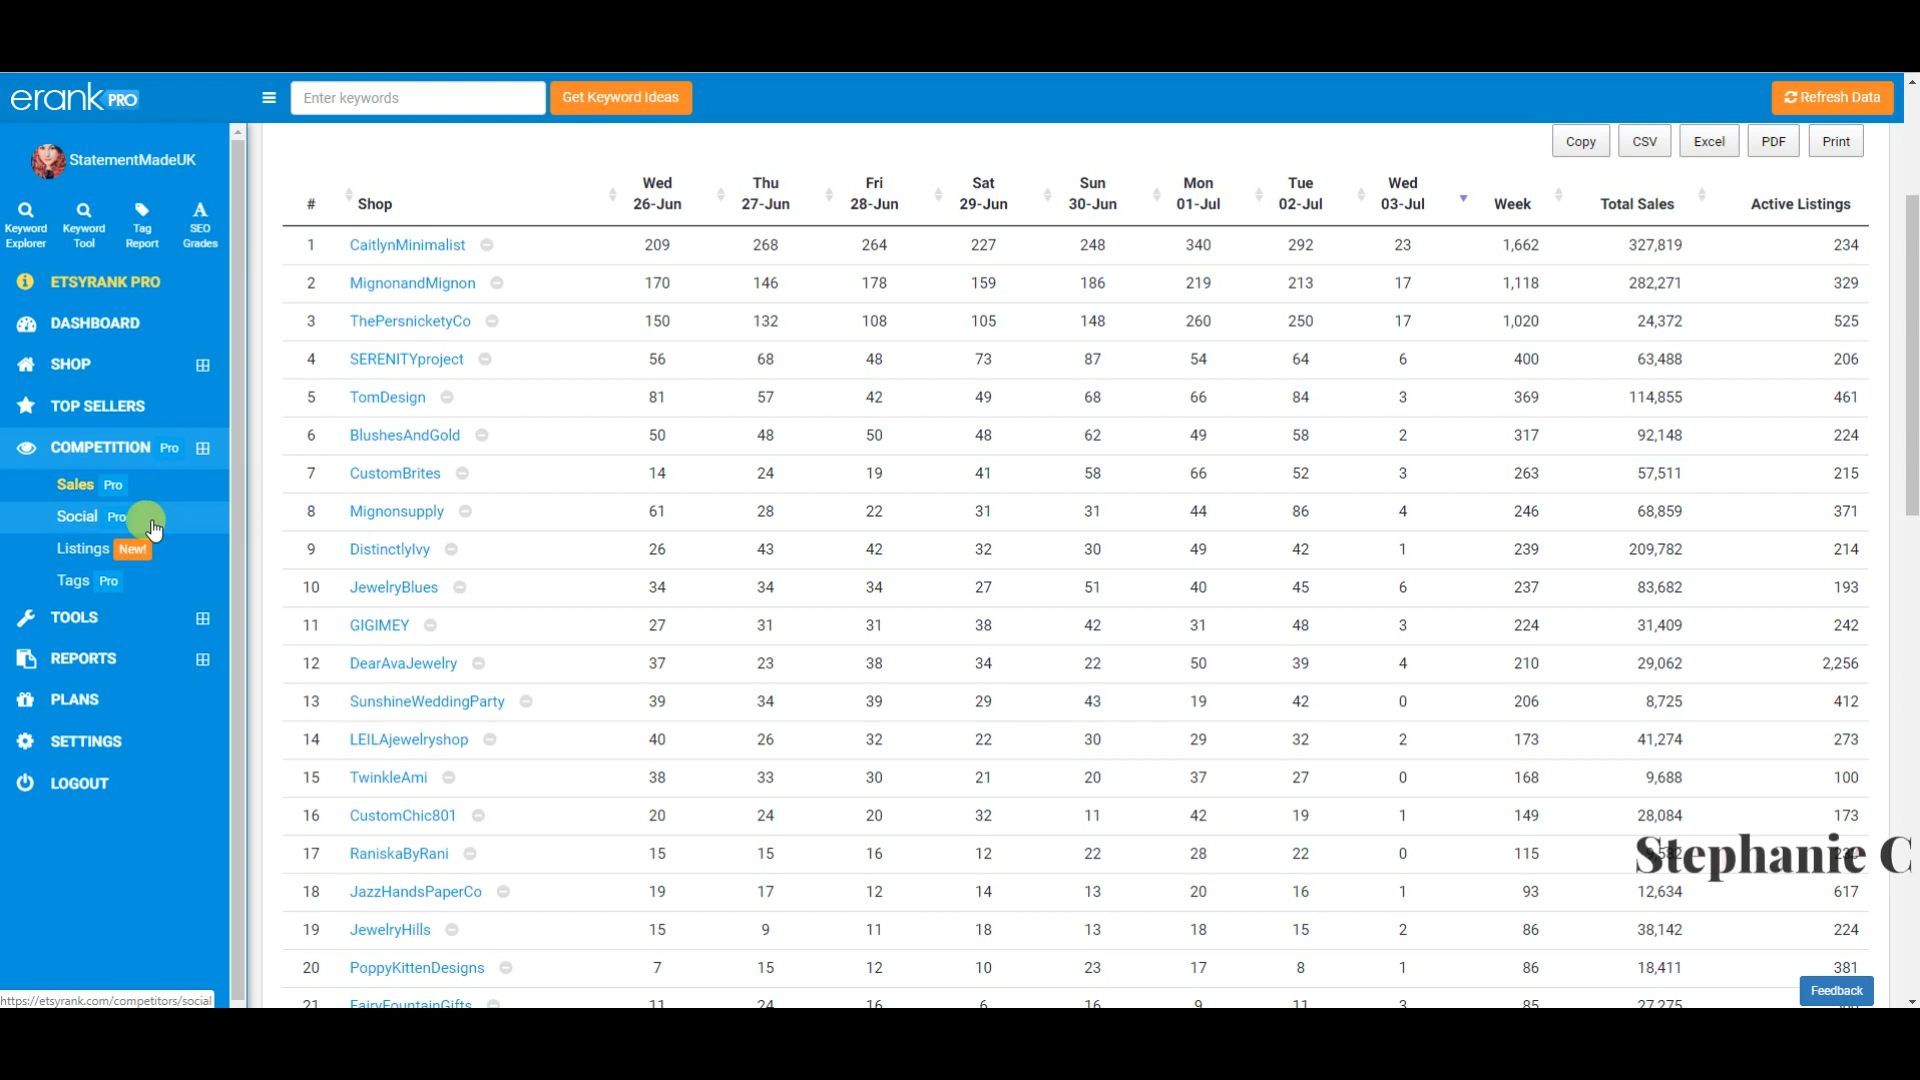 erank PRO
Enter keywords
Get Keyword Ideas
Refresh Data
StatementMadeUK
Keyword Explorer
Keyword Tool
Tag Report
SEO Grades
ETSYRANK PRO
DASHBOARD
SHOP
TOP SELLERS
COMPETITION Pro
Sales Pro
Social Pro
Listings New!
Tags Pro
TOOLS
REPORTS
PLANS
SETTINGS
LOGOUT
https://etsyrank.com/competitors/social
Copy CSV Excel PDF Print
# Shop Wed 26-Jun Thu 27-Jun Fri 28-Jun Sat 29-Jun Sun 30-Jun Mon 01-Jul Tue 02-Jul Wed 03-Jul Week Total Sales Active Listings
1 CaitlynMinimalist 209 268 264 227 248 340 292 23 1,662 327,819 234
2 MignonandMignon 170 146 178 159 186 219 213 17 1,118 282,271 329
3 ThePersnicketyCo 150 132 108 105 148 260 250 17 1,020 24,372 525
4 SERENITYproject 56 68 48 73 87 54 64 6 400 63,488 206
5 TomDesign 81 57 42 49 68 66 84 3 369 114,855 461
6 BlushesAndGold 50 48 50 48 62 49 58 2 317 92,148 224
7 CustomBrites 14 24 19 41 58 66 52 3 263 57,511 215
8 Mignonsupply 61 28 22 31 31 44 86 4 246 68,859 371
9 DistinctlyIvy 26 43 42 32 30 49 42 1 239 209,782 214
10 JewelryBlues 34 34 34 27 51 40 45 6 237 83,682 193
11 GIGIMEY 27 31 31 38 42 31 48 3 224 31,409 242
12 DearAvaJewelry 37 23 38 34 22 50 39 4 210 29,062 2,256
13 SunshineWeddingParty 39 34 39 29 43 19 42 0 206 8,725 412
14 LEILAjewelryshop 40 26 32 22 30 29 32 2 173 41,274 273
15 TwinkleAmi 38 33 30 21 20 37 27 0 168 9,688 100
16 CustomChic801 20 24 20 32 11 42 19 1 149 28,084 173
17 RaniskaByRani 15 15 16 12 22 28 22 0 115
Stephanie C
18 JazzHandsPaperCo 19 17 12 14 13 20 16 1 93 12,634 617
19 JewelryHills 15 9 11 18 13 18 15 2 86 38,142 224
20 PoppyKittenDesigns 7 15 12 10 23 17 8 1 86 18,411 381
21 FairyFountainGifts 11 24 16 6 16 9 11 3 85 27,275
Feedback